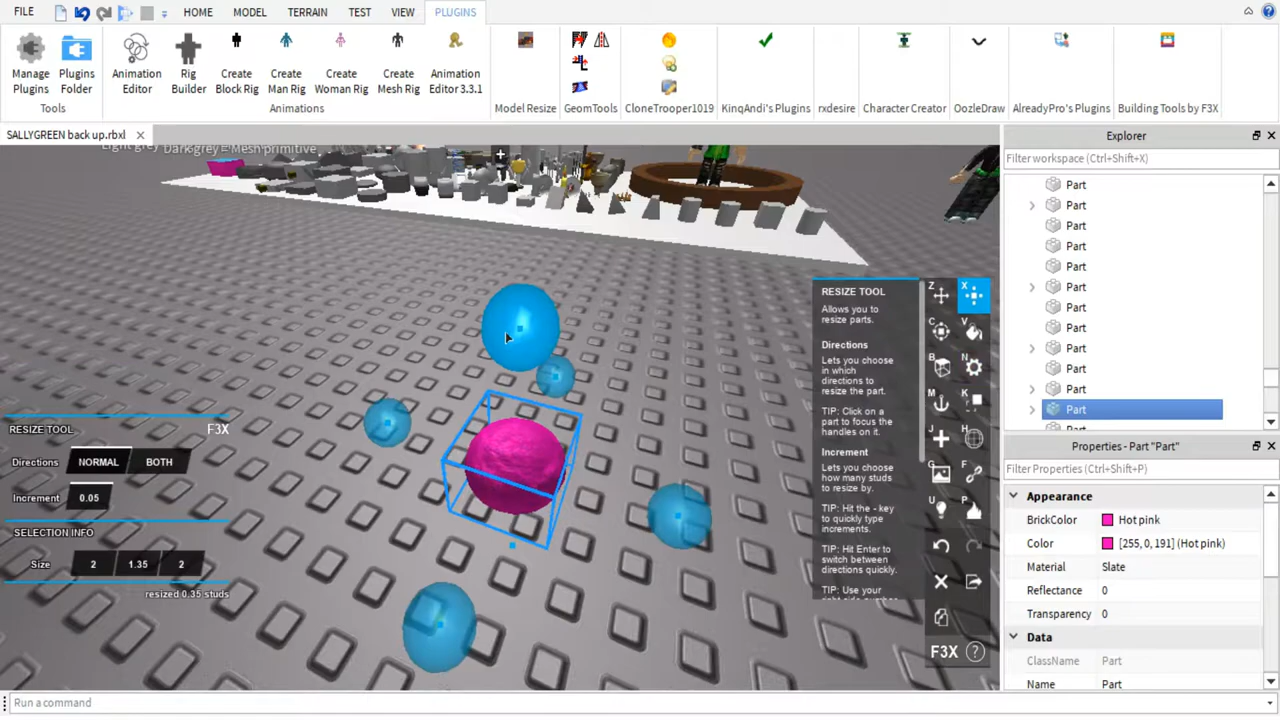 FILE HOME MODEL TERRAIN TEST VIEW PLUGINS
Manage Plugins
Plugins Folder
Animation Editor
Rig Builder
Create Block Rig
Create Man Rig
Create Woman Rig
Create Mesh Rig
Animation Editor 3.3.1
Tools Animations Model Resize GeomTools CloneTrooper1019 KinqAndi's Plugins rxdesire Character Creator OozleDraw AlreadyPro's Plugins Building Tools by F3X
SALLYGREEN back up.rbxl
Dark grey - Mesh primitive
RESIZE TOOL F3X
Directions NORMAL BOTH
Increment 0.05
SELECTION INFO
Size 2 1.35 2
resized 0.35 studs
RESIZE TOOL
Allows you to
resize parts.
Directions
Lets you choose
in which
directions to
resize the part.
TIP: Click on a
part to focus the
handles on it.
Increment
Lets you choose
how many
studs to resize by.
TIP: Hit the - key
to quickly type
increments.
TIP: Hit Enter to
switch between
directions quickly.
TIP: Use your
Z X
C V
B N
M K
J H
G F
U P
F3X ?
Explorer
Filter workspace (Ctrl+Shift+X)
Part
Part
Part
Part
Part
Part
Part
Part
Part
Part
Part
Part
Properties - Part "Part"
Filter Properties (Ctrl+Shift+P)
Appearance
BrickColor Hot pink
Color [255, 0, 191] (Hot pink)
Material Slate
Reflectance 0
Transparency 0
Data
ClassName Part
Name Part
Run a command